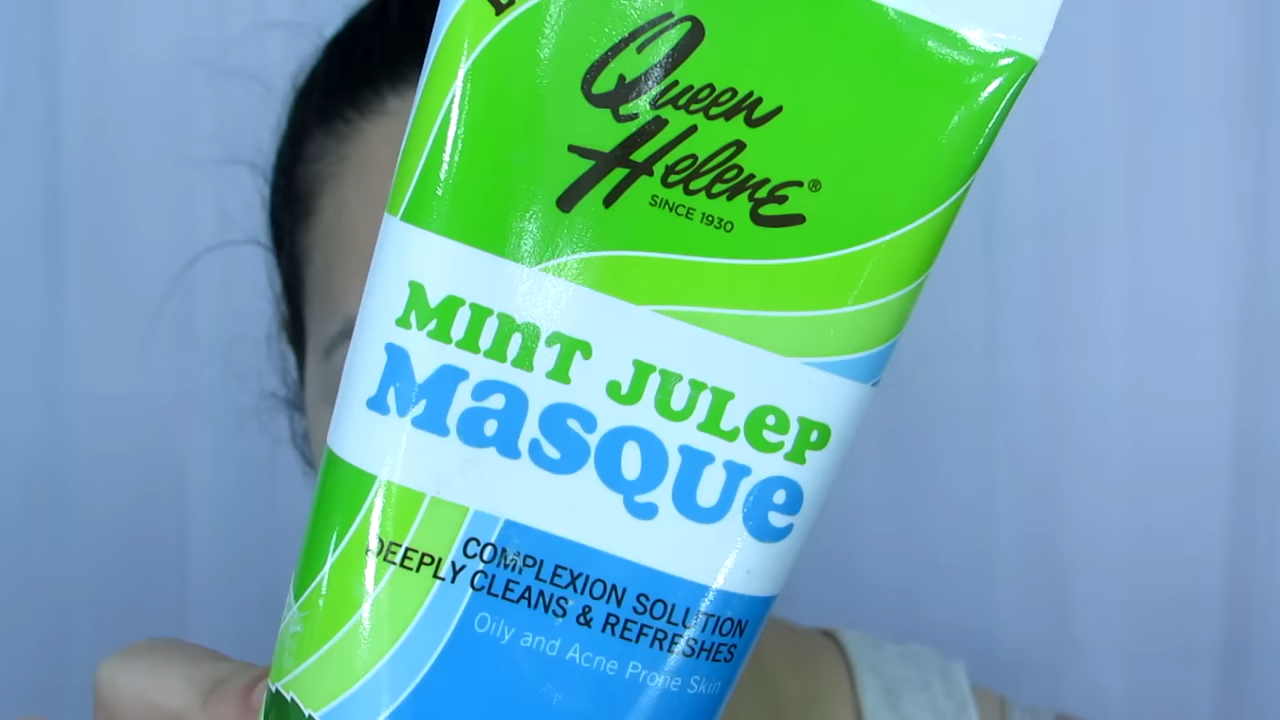 Queen
Helene®
SINCE 1930
MINT JULEP
MASQUE
COMPLEXION SOLUTION
DEEPLY CLEANS & REFRESHES
Oily and Acne Prone Skin